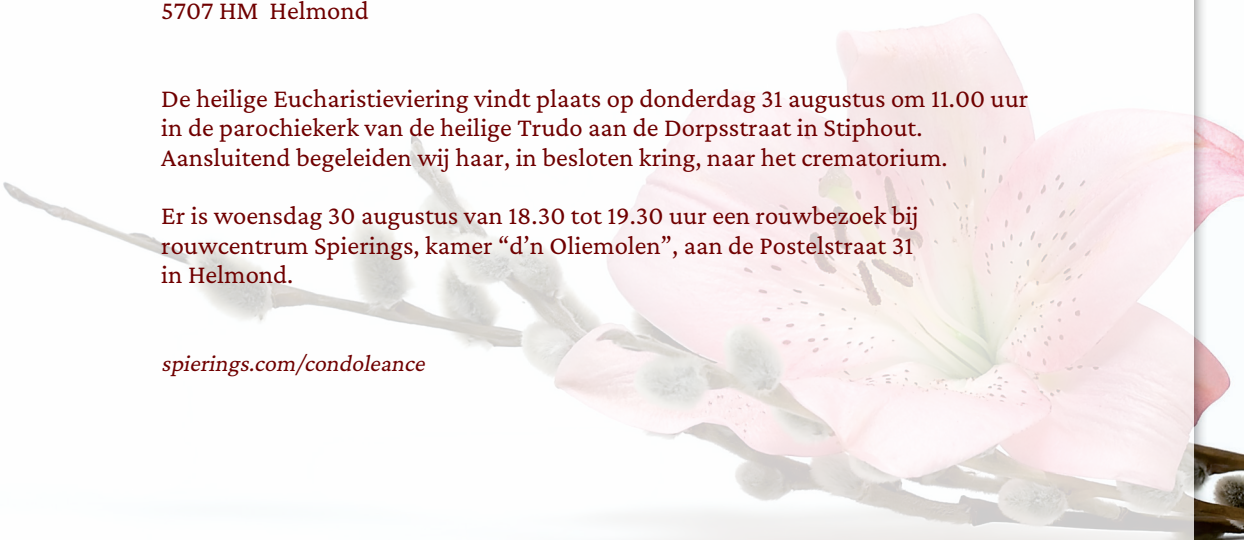 5707 HM  Helmond
De heilige Eucharistieviering vindt plaats op donderdag 31 augustus om 11.00 uur
in de parochiekerk van de heilige Trudo aan de Dorpsstraat in Stiphout.
Aansluitend begeleiden wij haar, in besloten kring, naar het crematorium.
Er is woensdag 30 augustus van 18.30 tot 19.30 uur een rouwbezoek bij
rouwcentrum Spierings, kamer “d’n Oliemolen”, aan de Postelstraat 31
in Helmond.
spierings.com/condoleance